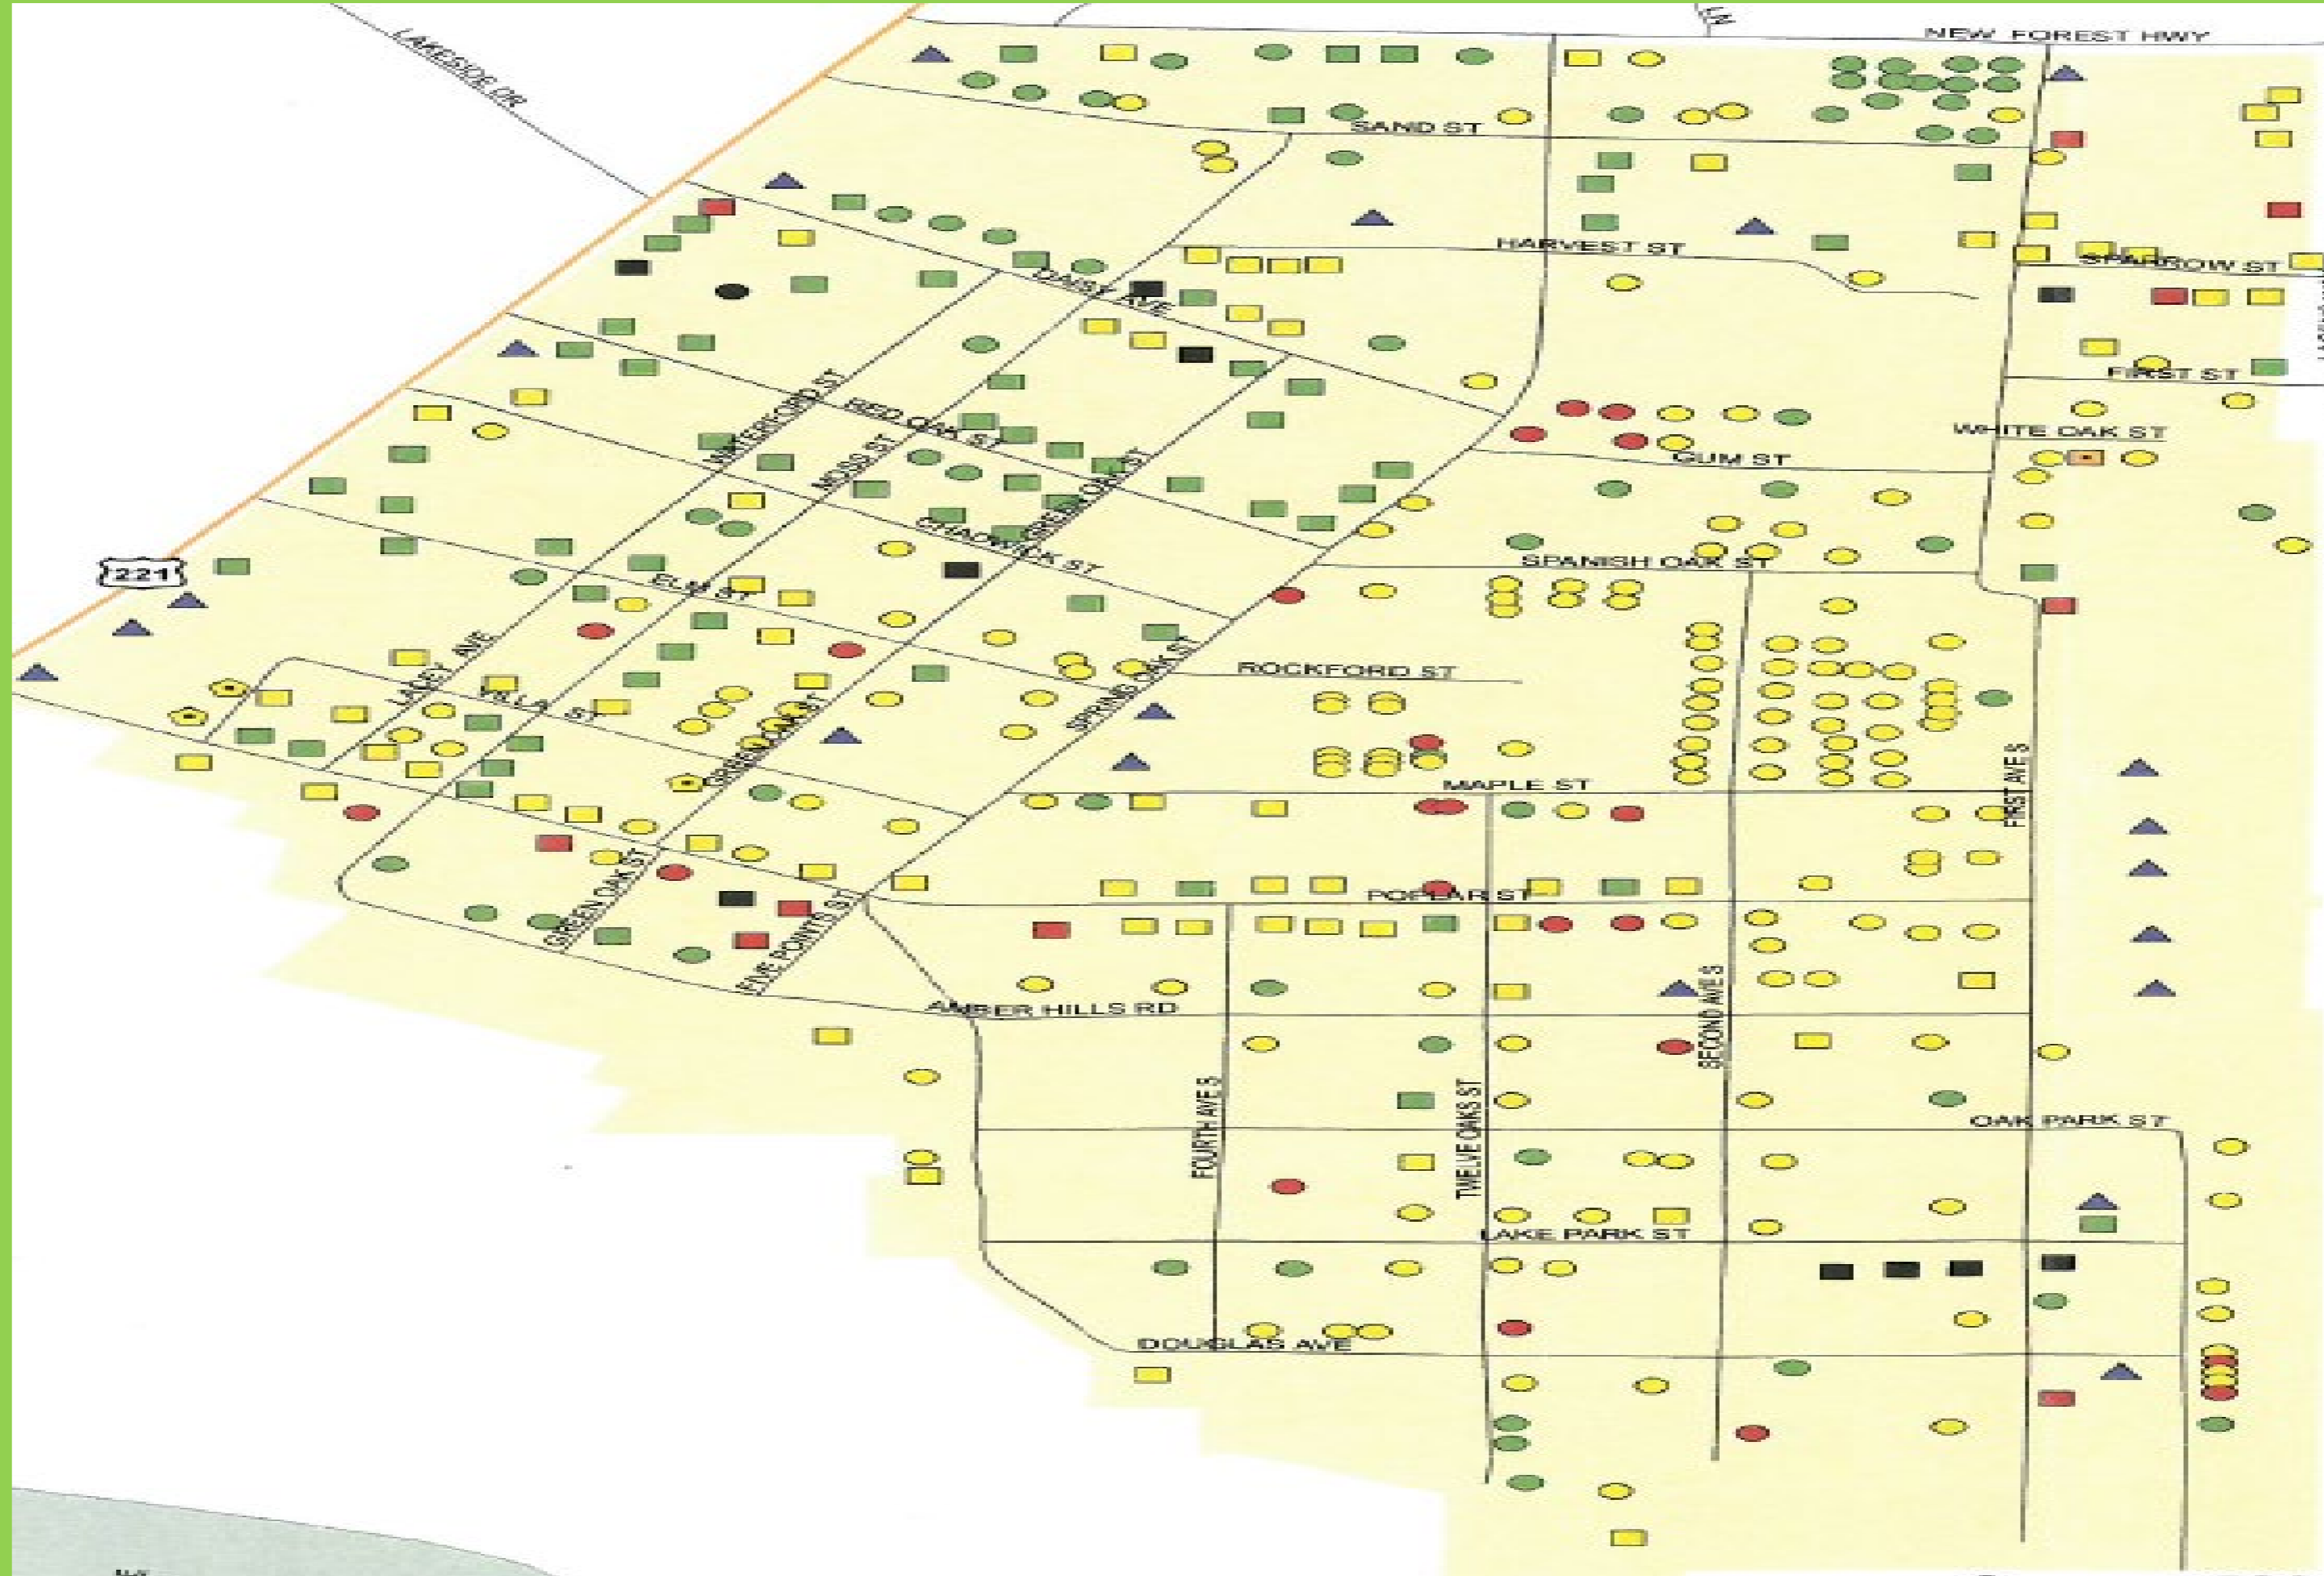 LN
NEW FOREST HWY
LAKESIDE DR
SAND ST
HARVEST ST
SPARROW ST
DAISY AVE
FIRST ST
WATERFORD ST
RED OAK ST
WHITE OAK ST
MOSS ST
GUM ST
GREEN OAK ST
CHADWICK ST
SPANISH OAK ST
221
ELM ST
LACEY AVE
SPRING OAK ST
ROCKFORD ST
GREEN OAK ST
MAPLE ST
FIRST AVE S
POPLAR ST
GREEN OAK ST
FIVE POINTS ST
AMBER HILLS RD
SECOND AVE S
FOURTH AVE S
TWELVE OAKS ST
OAK PARK ST
LAKE PARK ST
DOUGLAS AVE